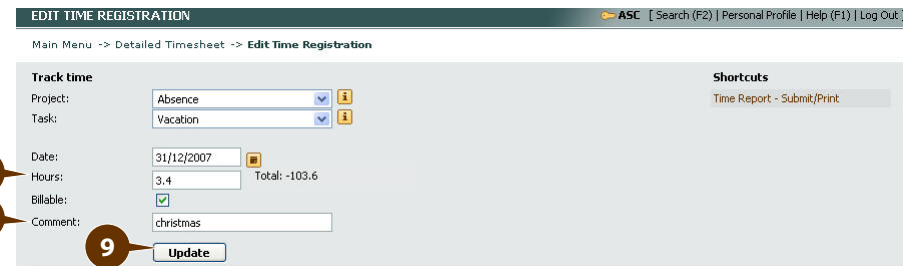 EDIT TIME REGISTRATION
ASC [ Search (F2) | Personal Profile | Help (F1) | Log Out ]
Main Menu -> Detailed Timesheet -> Edit Time Registration
Track time
Shortcuts
Project: Absence
Time Report - Submit/Print
Task: Vacation
Date: 31/12/2007
Hours: 3.4 Total: -103.6
Billable:
Comment: christmas
9 Update